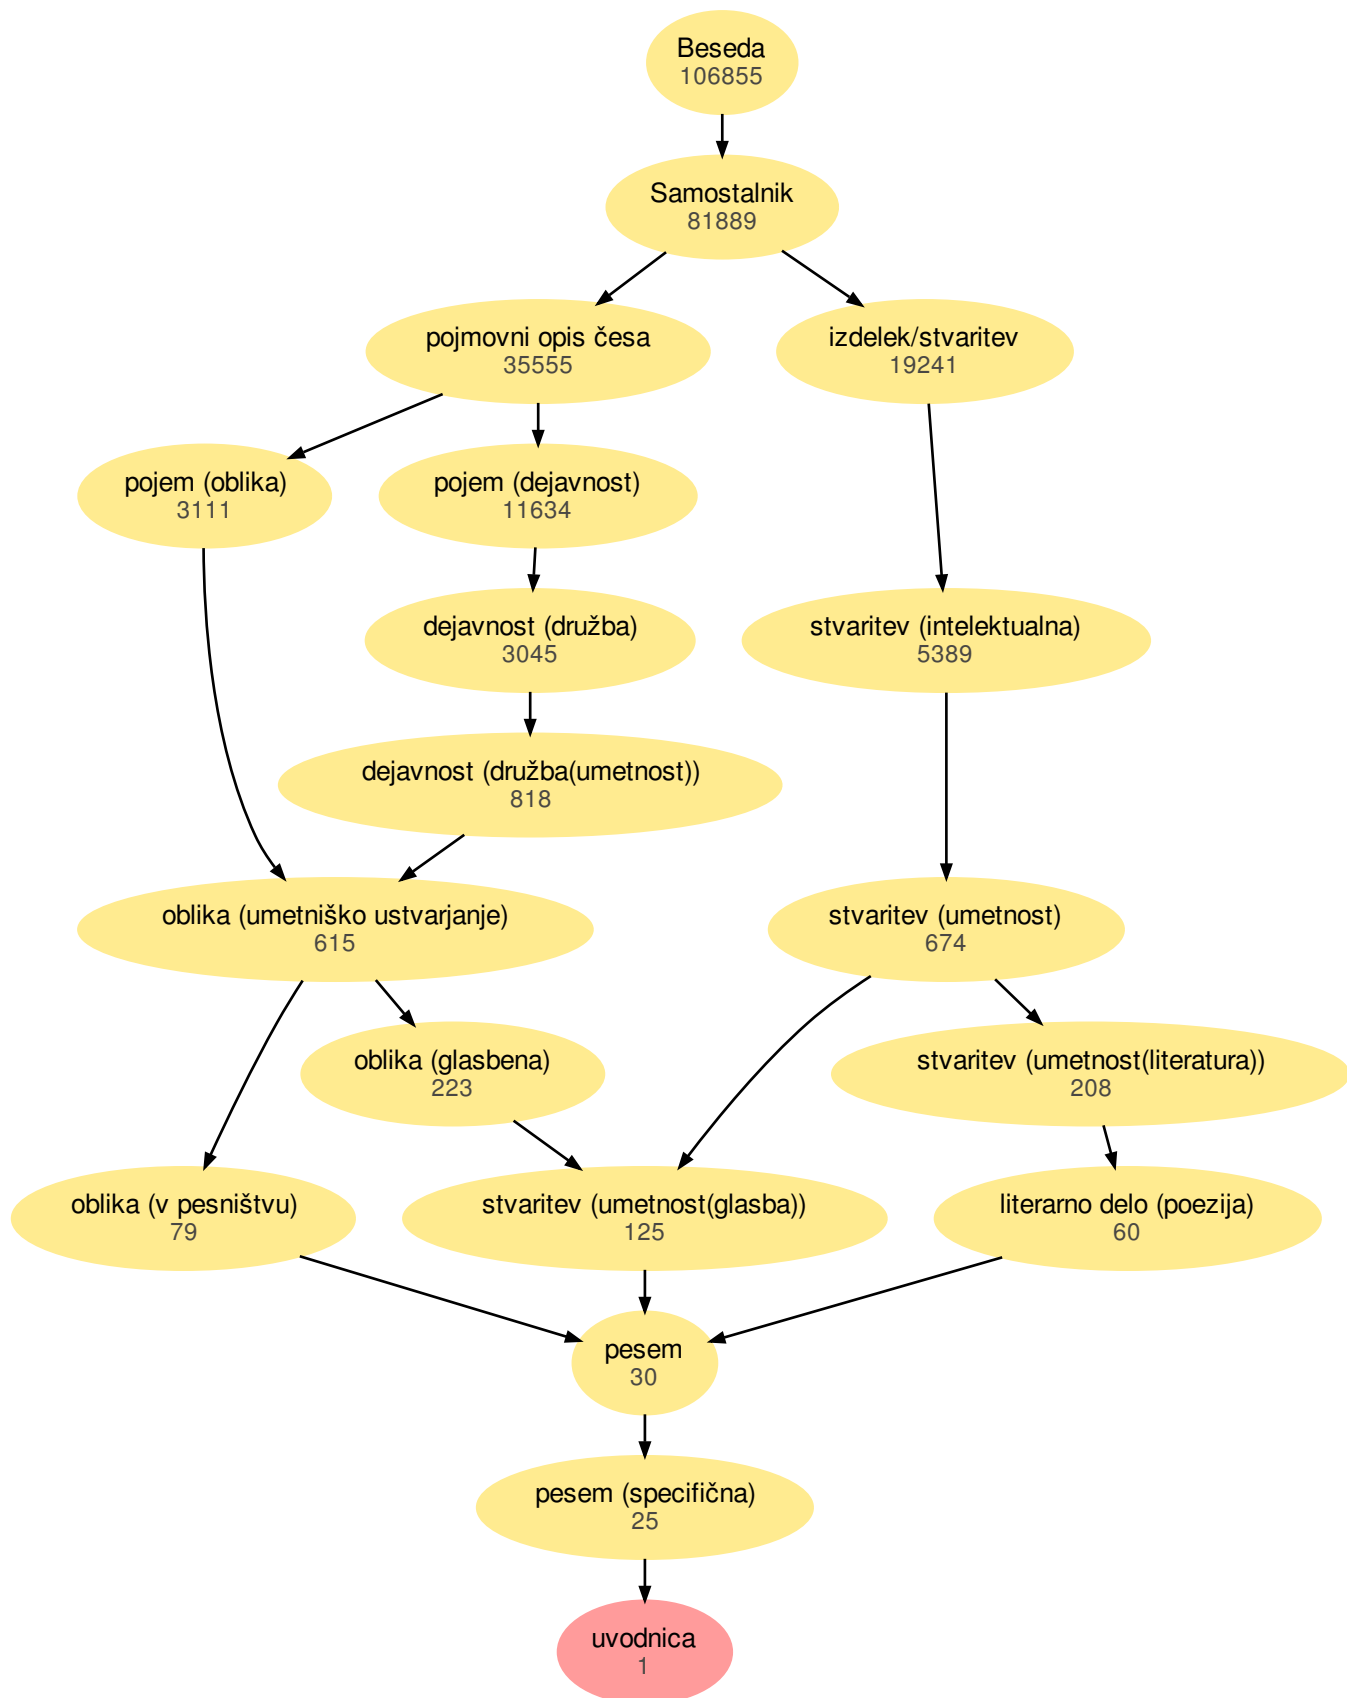 Beseda
106855
Samostalnik
81889
pojmovni opis česa
35555
izdelek/stvaritev
19241
pojem (oblika)
3111
pojem (dejavnost)
11634
dejavnost (družba)
3045
stvaritev (intelektualna)
5389
dejavnost (družba(umetnost))
818
oblika (umetniško ustvarjanje)
615
stvaritev (umetnost)
674
oblika (glasbena)
223
stvaritev (umetnost(literatura))
208
oblika (v pesništvu)
79
stvaritev (umetnost(glasba))
125
literarno delo (poezija)
60
pesem
30
pesem (specifična)
25
uvodnica
1